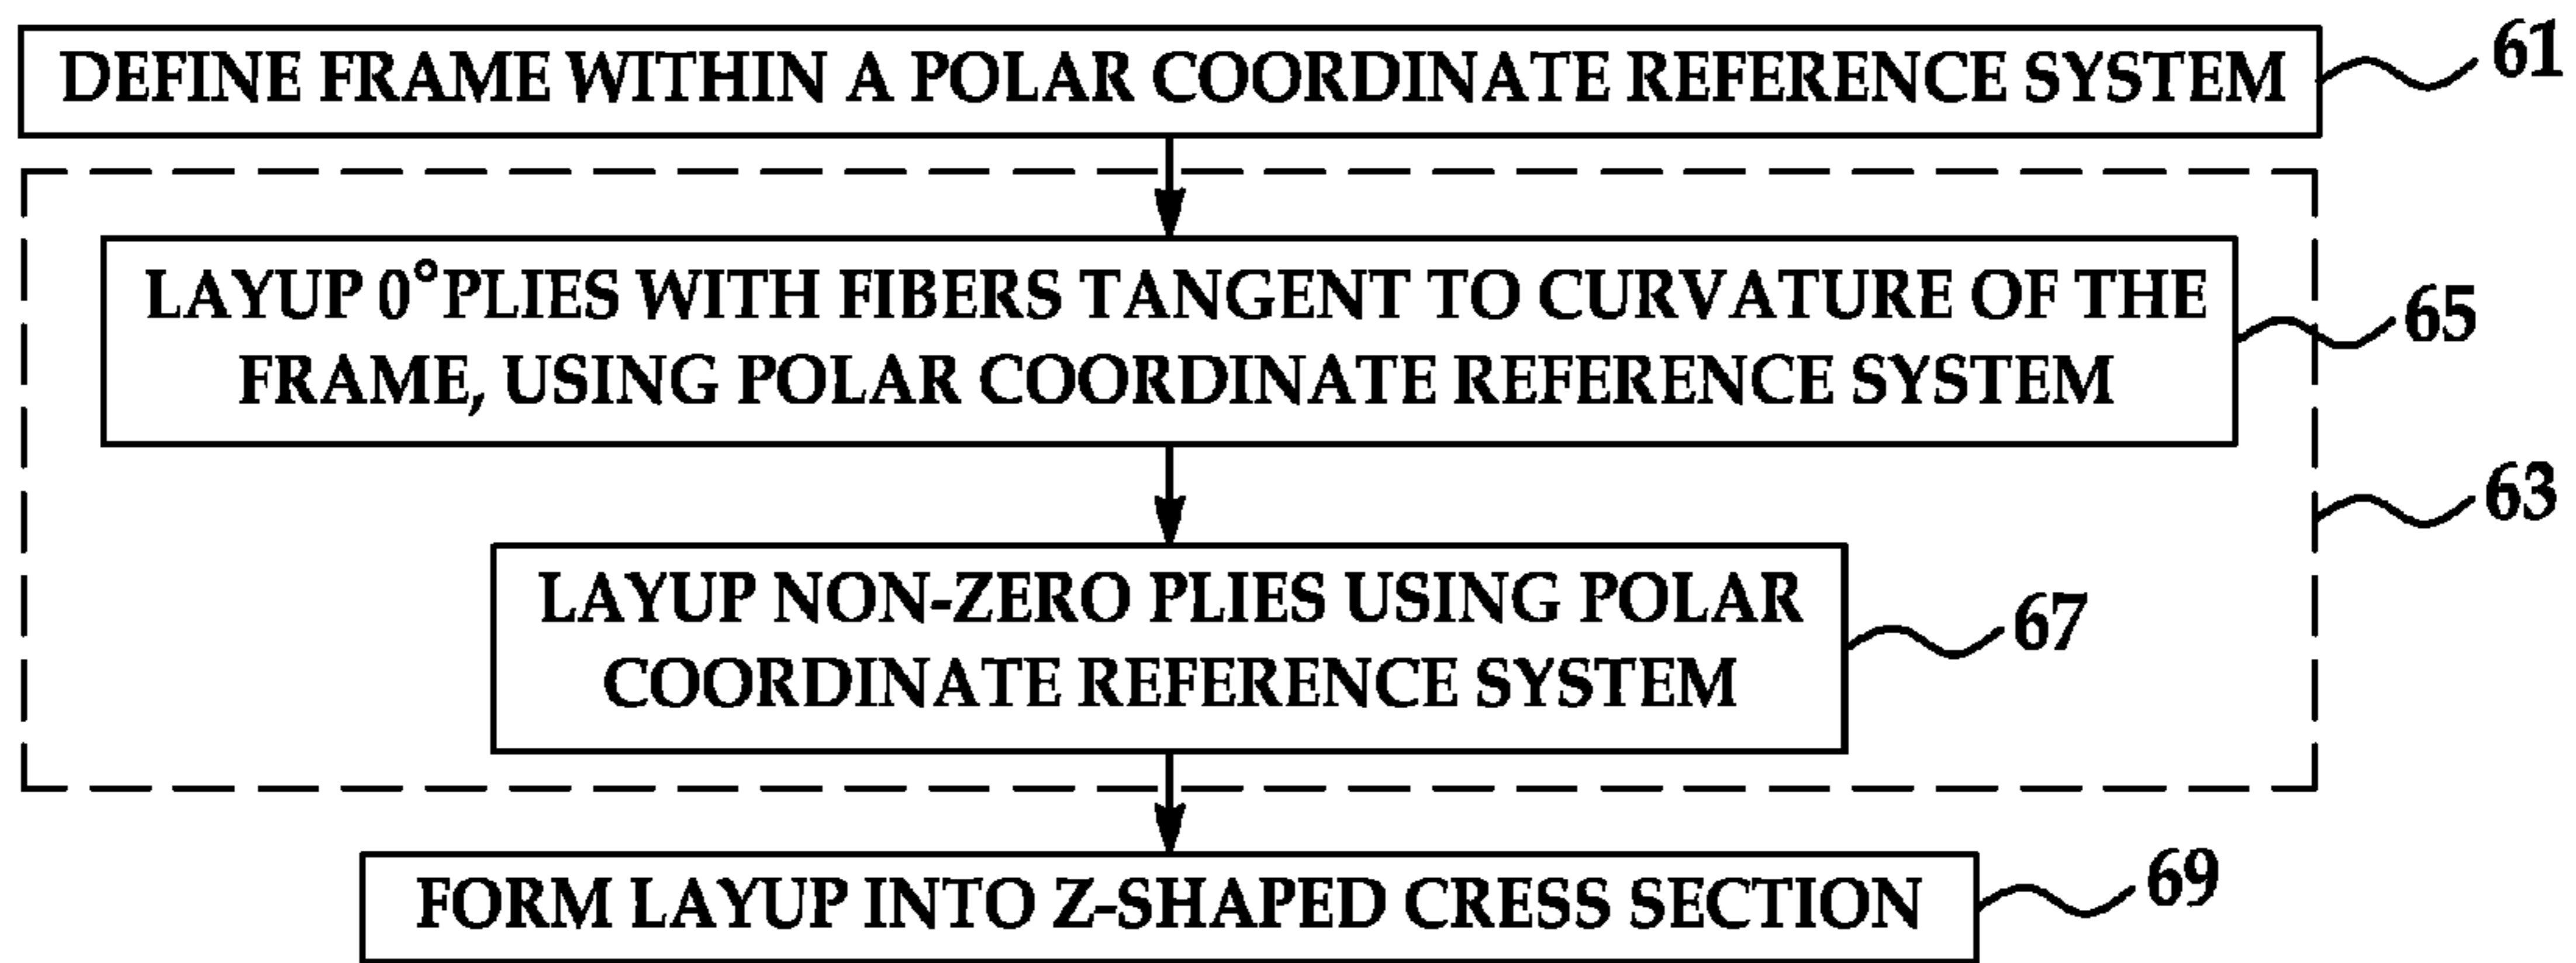 DEFINE FRAME WITHIN A POLAR COORDINATE REFERENCE SYSTEM
61
LAYUP 0° PLIES WITH FIBERS TANGENT TO CURVATURE OF THE
FRAME, USING POLAR COORDINATE REFERENCE SYSTEM
65
63
LAYUP NON-ZERO PLIES USING POLAR
COORDINATE REFERENCE SYSTEM
67
FORM LAYUP INTO Z-SHAPED CRESS SECTION
69